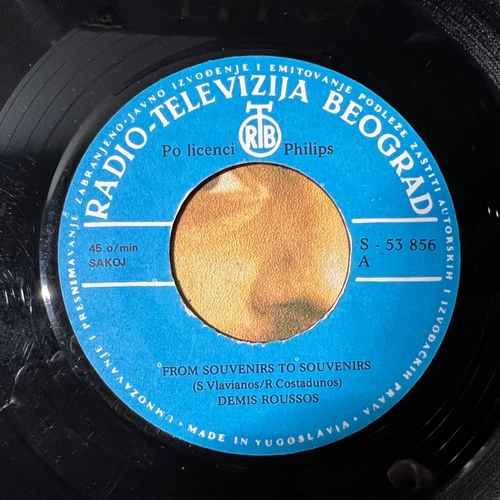 UMNOŽAVANJE I PRESNIMAVANJE ZABRANJENO-JAVNO IZVOĐENJE I EMITOVANJE PODLEŽE ZAŠTITI AUTORSKIH I IZVOĐAČKIH PRAVA
RADIO-TELEVIZIJA BEOGRAD
RTB
Po licenci Philips
45 o/min
SAKOJ
S - 53 856
A
FROM SOUVENIRS TO SOUVENIRS
(S.Vlavianos/R.Costadunos)
DEMIS ROUSSOS
• MADE IN YUGOSLAVIA •